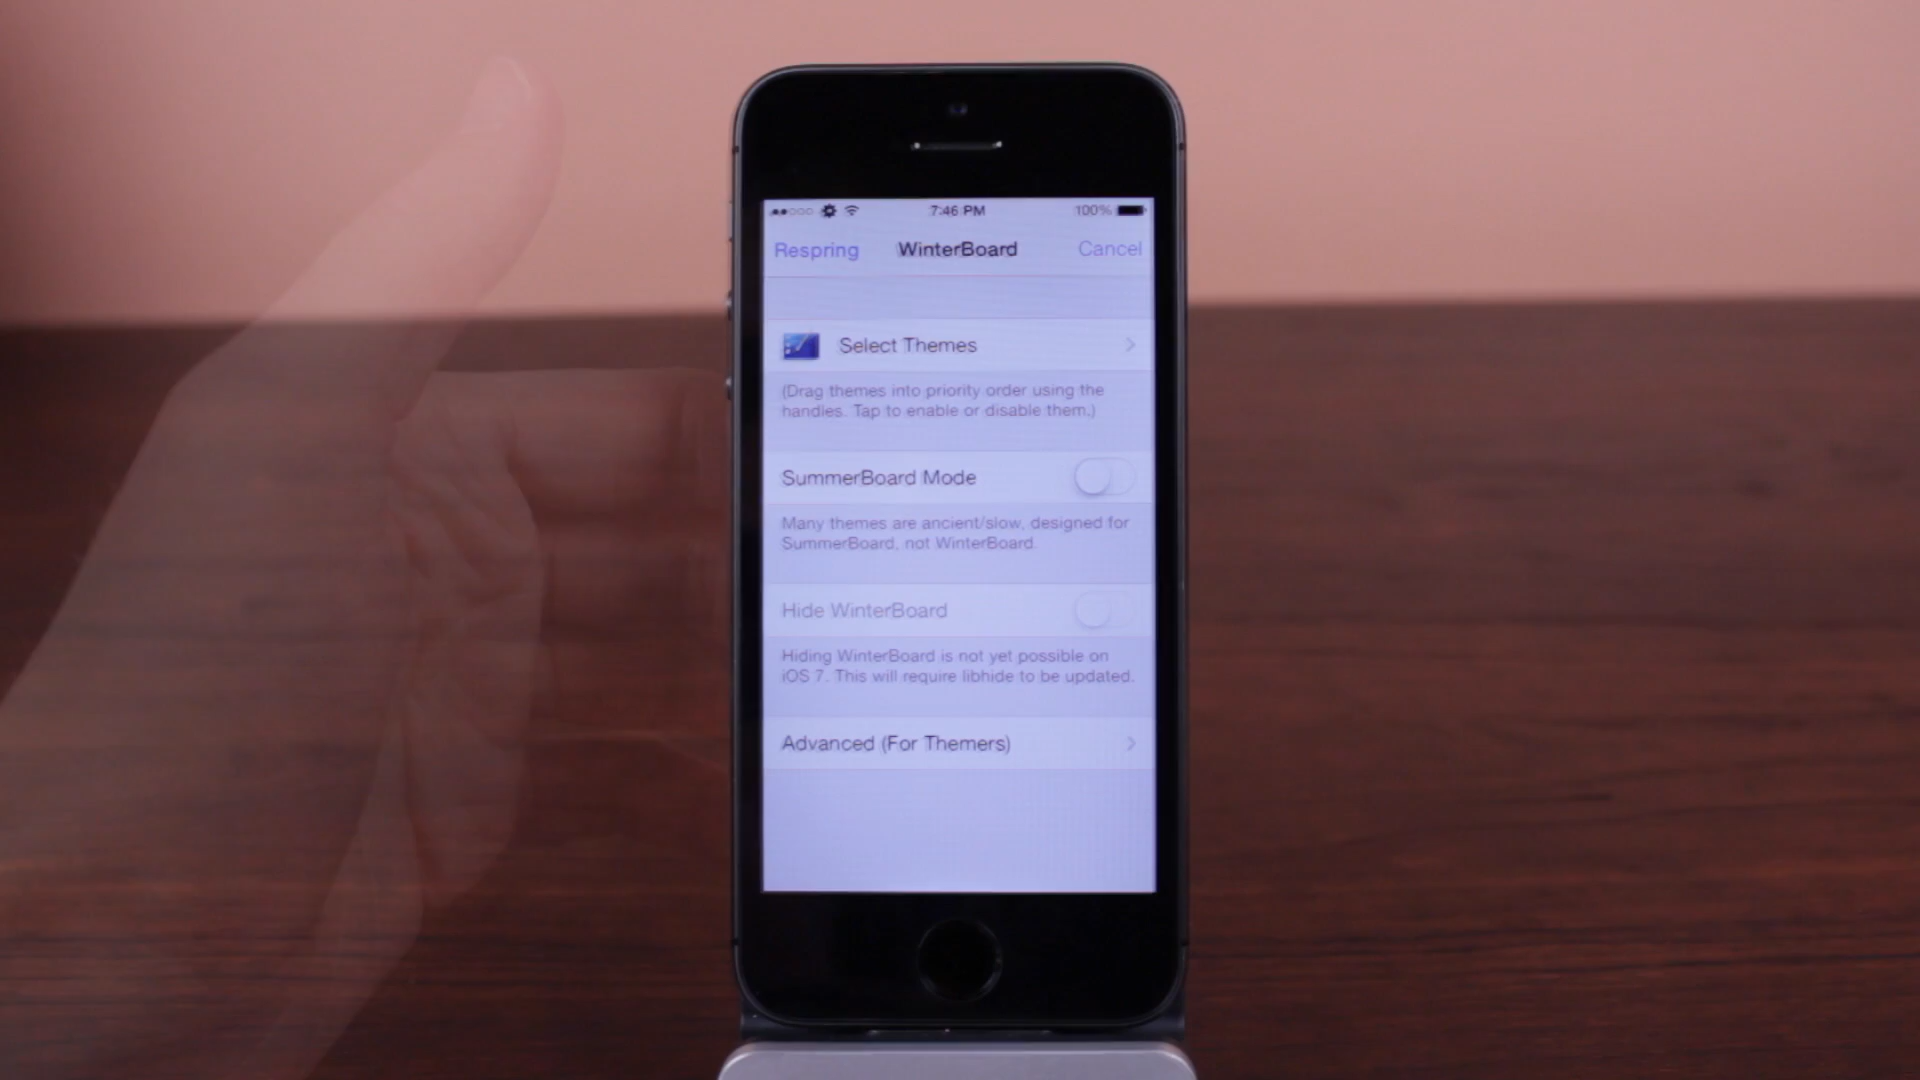 7:46 PM 100%
Respring WinterBoard Cancel
Select Themes
(Drag themes into priority order using the
handles. Tap to enable or disable them.)
SummerBoard Mode
Many themes are ancient/slow, designed for
SummerBoard, not WinterBoard.
Hide WinterBoard
Hiding WinterBoard is not yet possible on
iOS 7. This will require libhide to be updated.
Advanced (For Themers)